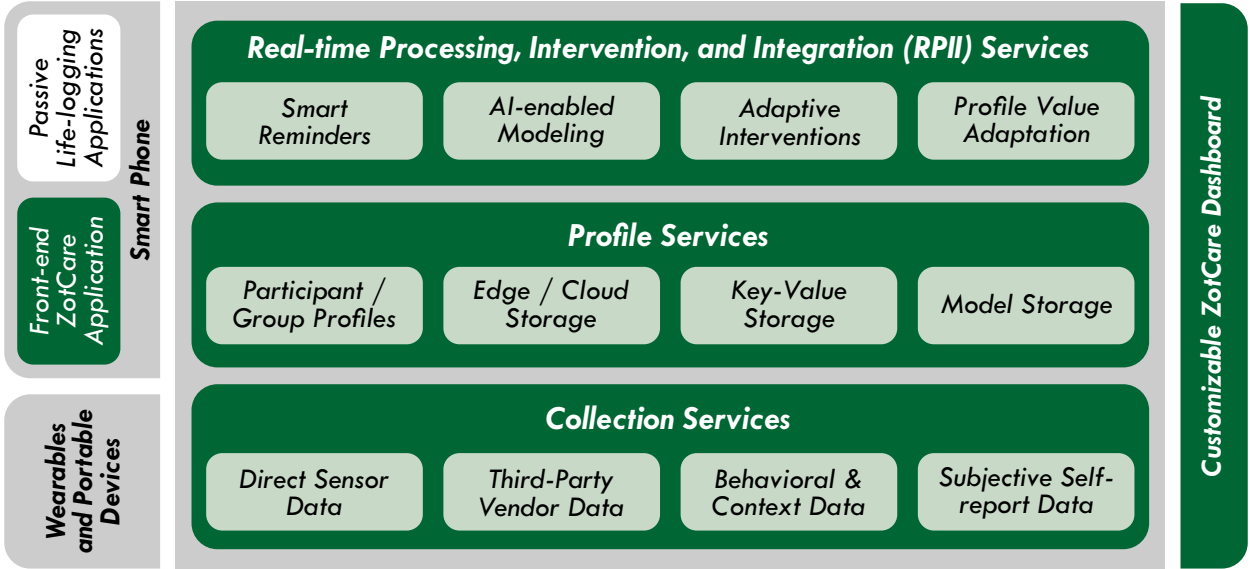 Passive
Life-logging
Applications
Front-end
ZotCare
Application
Smart Phone
Wearables
and Portable
Devices
Real-time Processing, Intervention, and Integration (RPII) Services
Smart
Reminders
AI-enabled
Modeling
Adaptive
Interventions
Profile Value
Adaptation
Profile Services
Participant /
Group Profiles
Edge / Cloud
Storage
Key-Value
Storage
Model Storage
Collection Services
Direct Sensor
Data
Third-Party
Vendor Data
Behavioral &
Context Data
Subjective Self-
report Data
Customizable ZotCare Dashboard